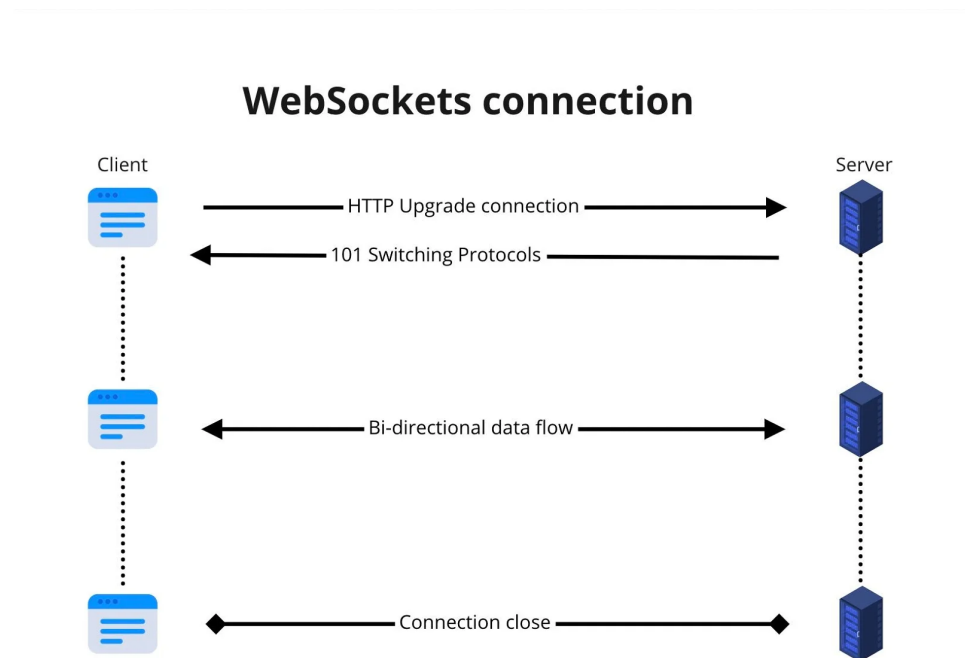 WebSockets connection
Client
Server
HTTP Upgrade connection
101 Switching Protocols
Bi-directional data flow
Connection close